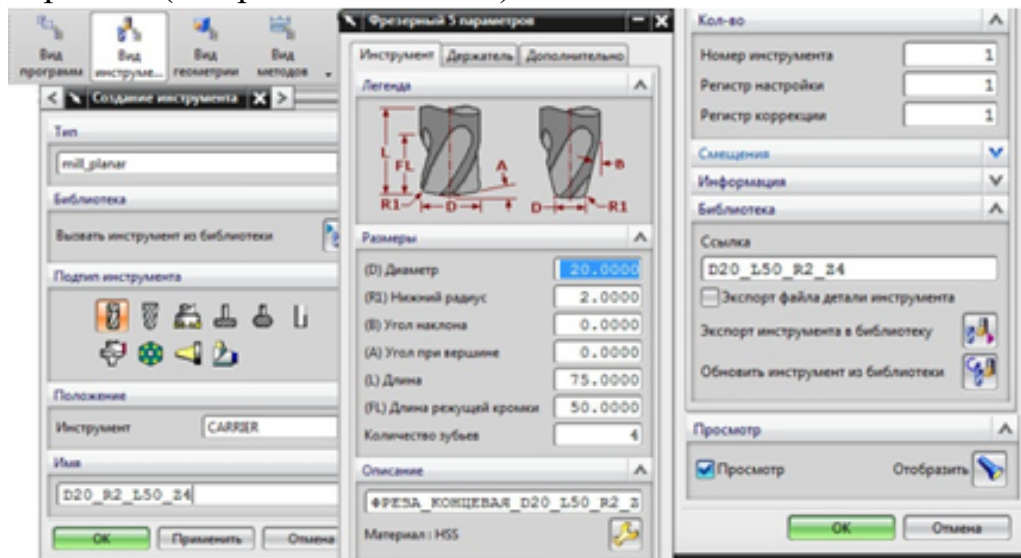 Вид программ
Вид инструме...
Вид геометрии
Вид методов
Создание инструмента
Тип
mill_planar
Библиотека
Вызвать инструмент из библиотеки
Подтип инструмента
Положение
Инструмент CARRIER
Имя
D20_R2_L50_Z4
OK Применить Отмена
Фрезерный 5 параметров
Инструмент Держатель Дополнительно
Легенда
L FL A B
R1 D D R1
Размеры
(D) Диаметр 20.0000
(R1) Нижний радиус 2.0000
(B) Угол наклона 0.0000
(A) Угол при вершине 0.0000
(L) Длина 75.0000
(FL) Длина режущей кромки 50.0000
Количество зубьев 4
Описание
ФРЕЗА_КОНЦЕВАЯ_D20_L50_R2_Z
Материал : HSS
Кол-во
Номер инструмента 1
Регистр настройки 1
Регистр коррекции 1
Смещения
Информация
Библиотека
Ссылка
D20_L50_R2_Z4
Экспорт файла детали инструмента
Экспорт инструмента в библиотеку
Обновить инструмент из библиотеки
Просмотр
Просмотр Отобразить
OK Отмена